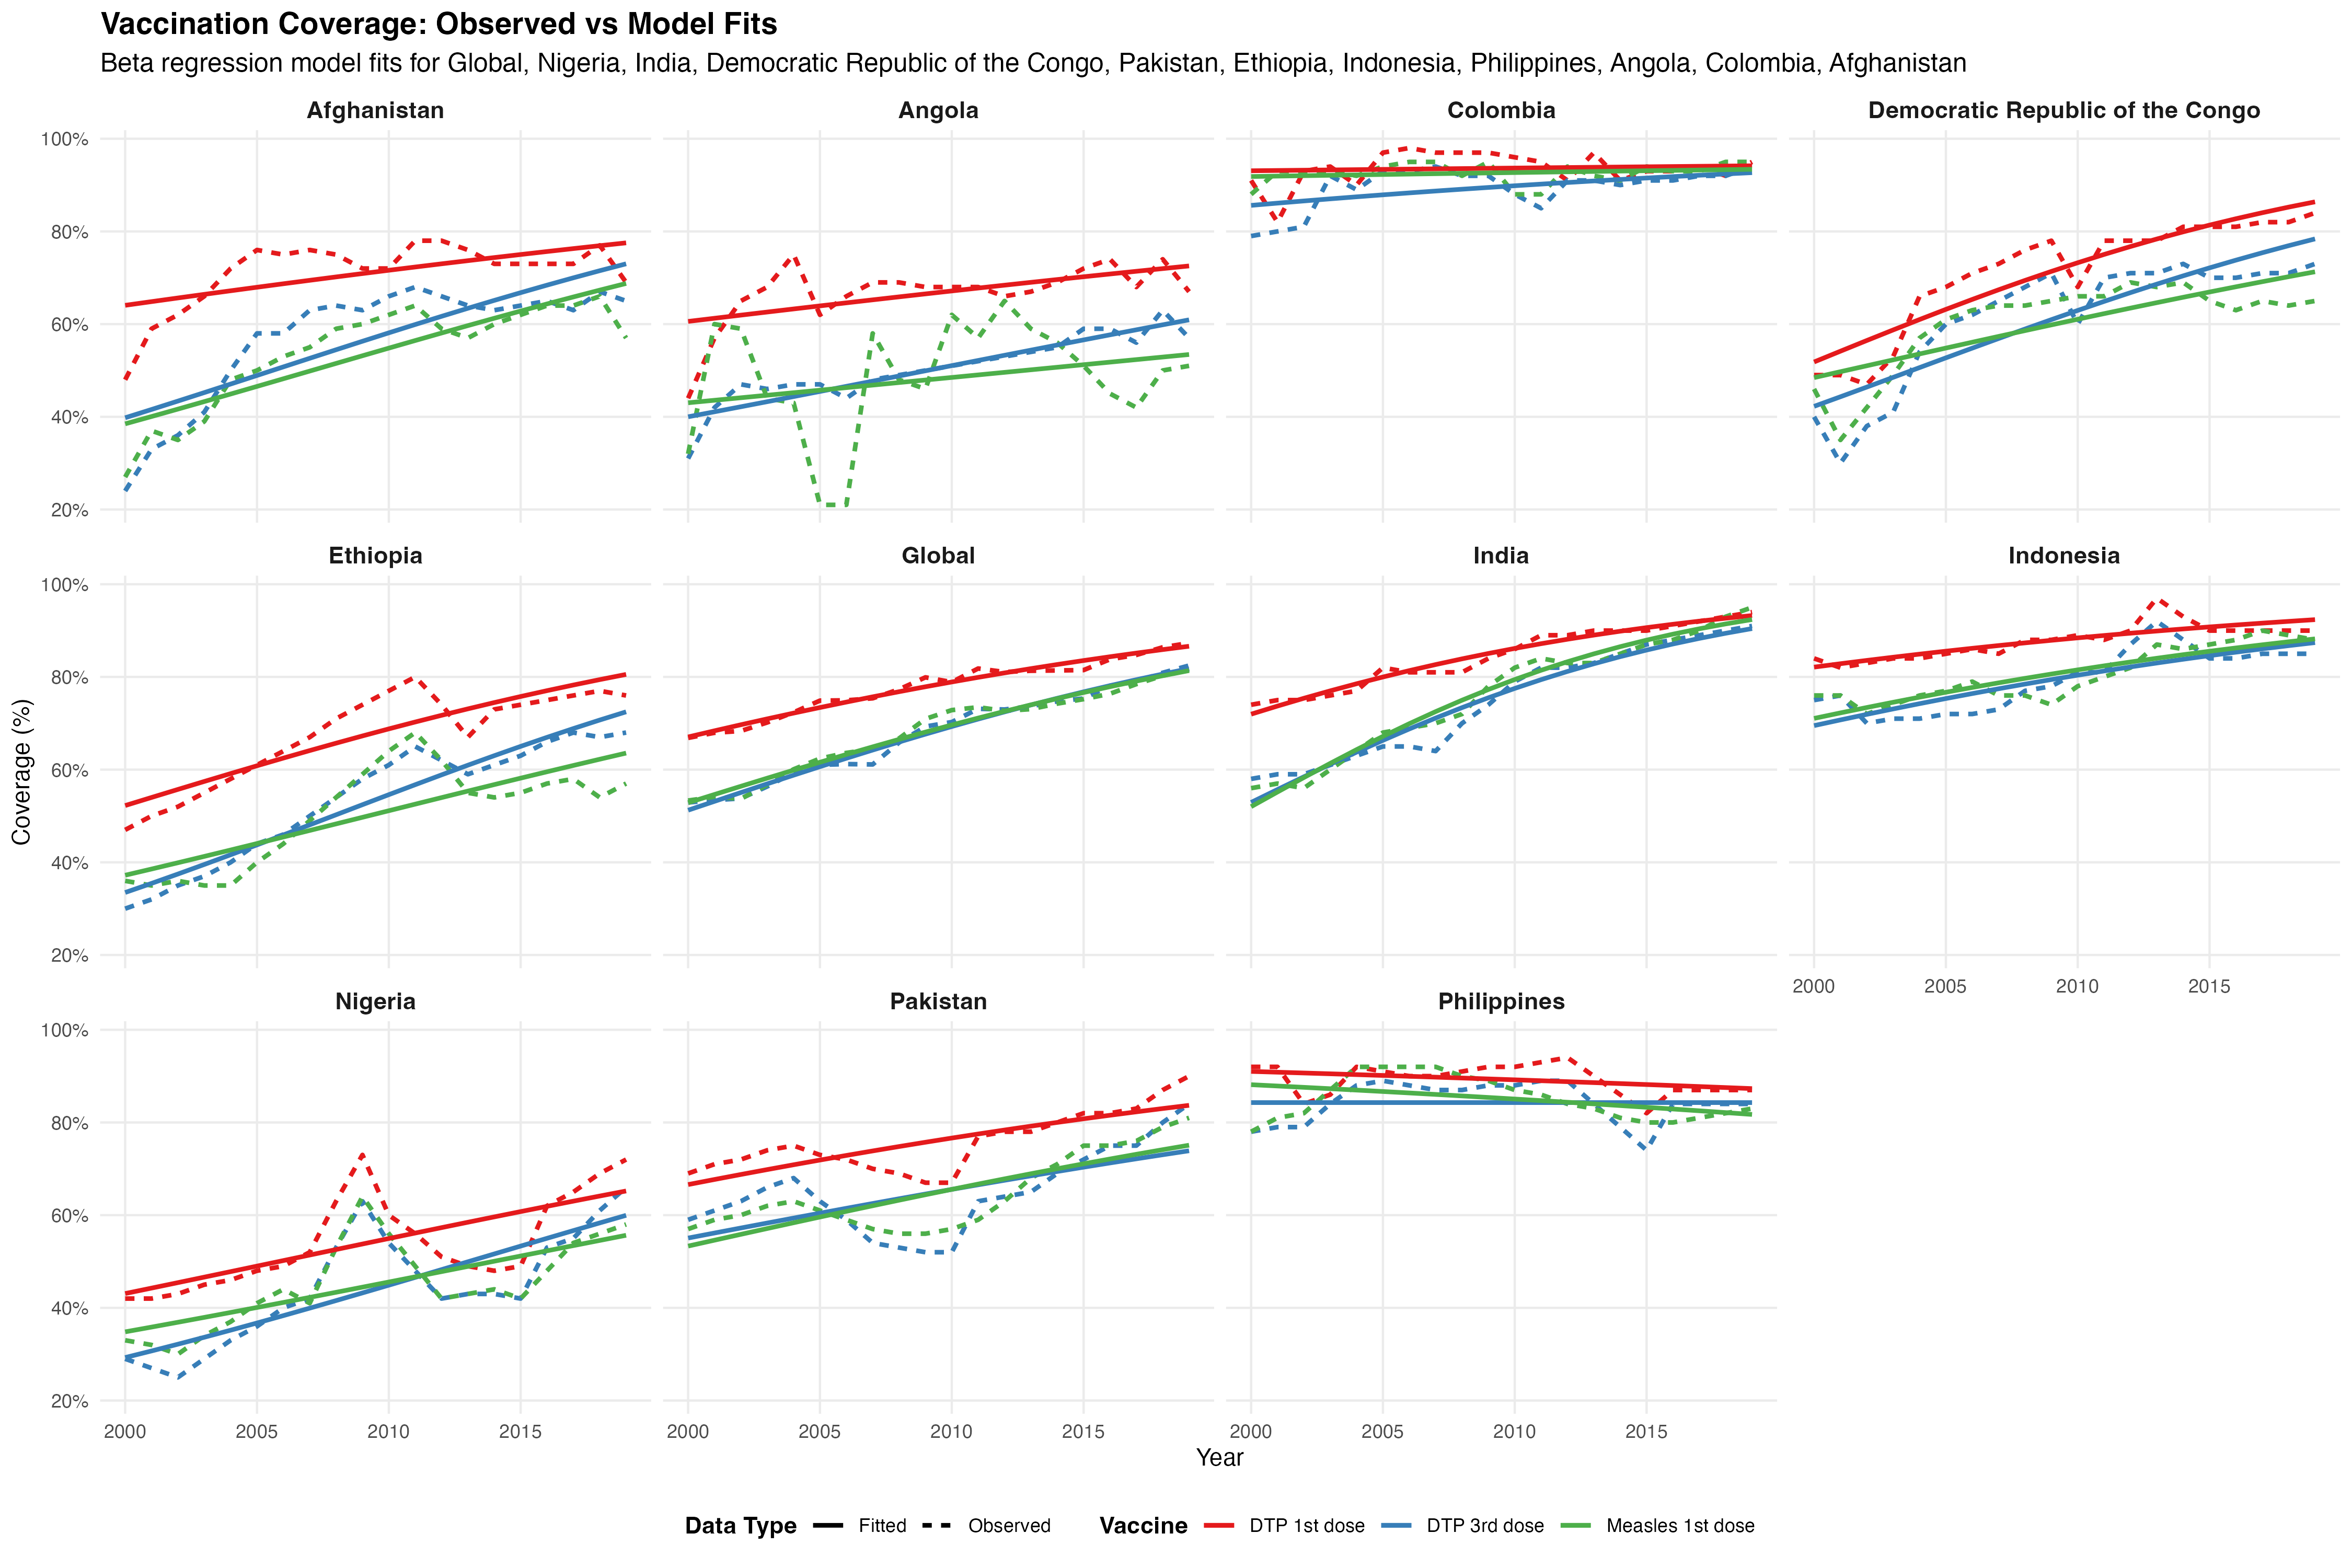 Vaccination Coverage: Observed vs Model Fits
Beta regression model fits for Global, Nigeria, India, Democratic Republic of the Congo, Pakistan, Ethiopia, Indonesia, Philippines, Angola, Colombia, Afghanistan
Afghanistan
Angola
Colombia
Democratic Republic of the Congo
100%
80%
60%
40%
20%
Ethiopia
Global
India
Indonesia
100%
80%
60%
40%
20%
2000 2005 2010 2015
Nigeria
Pakistan
Philippines
100%
80%
60%
40%
20%
2000 2005 2010 2015
2000 2005 2010 2015
2000 2005 2010 2015
Coverage (%)
Year
Data Type Fitted Observed Vaccine DTP 1st dose DTP 3rd dose Measles 1st dose